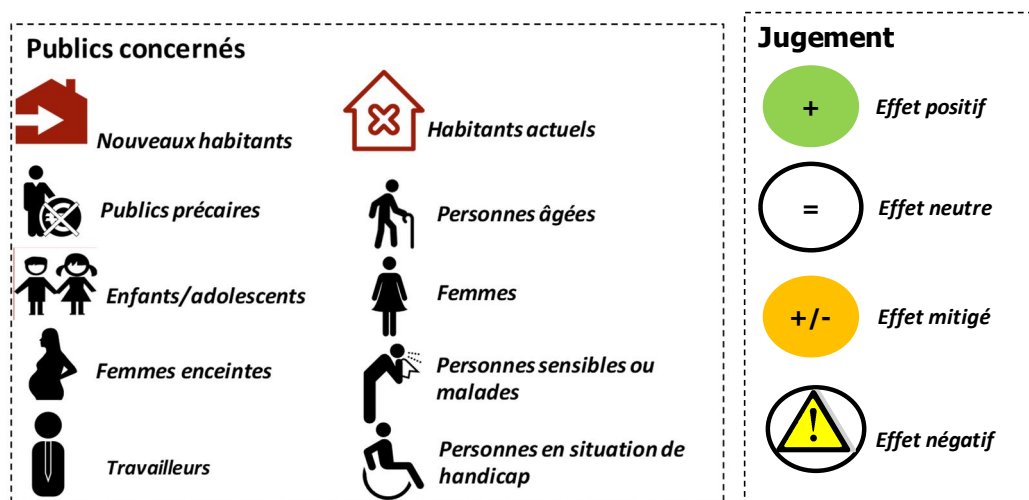 Publics concernés
Nouveaux habitants
Habitants actuels
Publics précaires
Personnes âgées
Enfants/adolescents
Femmes
Femmes enceintes
Personnes sensibles ou
malades
Travailleurs
Personnes en situation de
handicap
Jugement
+
Effet positif
=
Effet neutre
+/-
Effet mitigé
!
Effet négatif